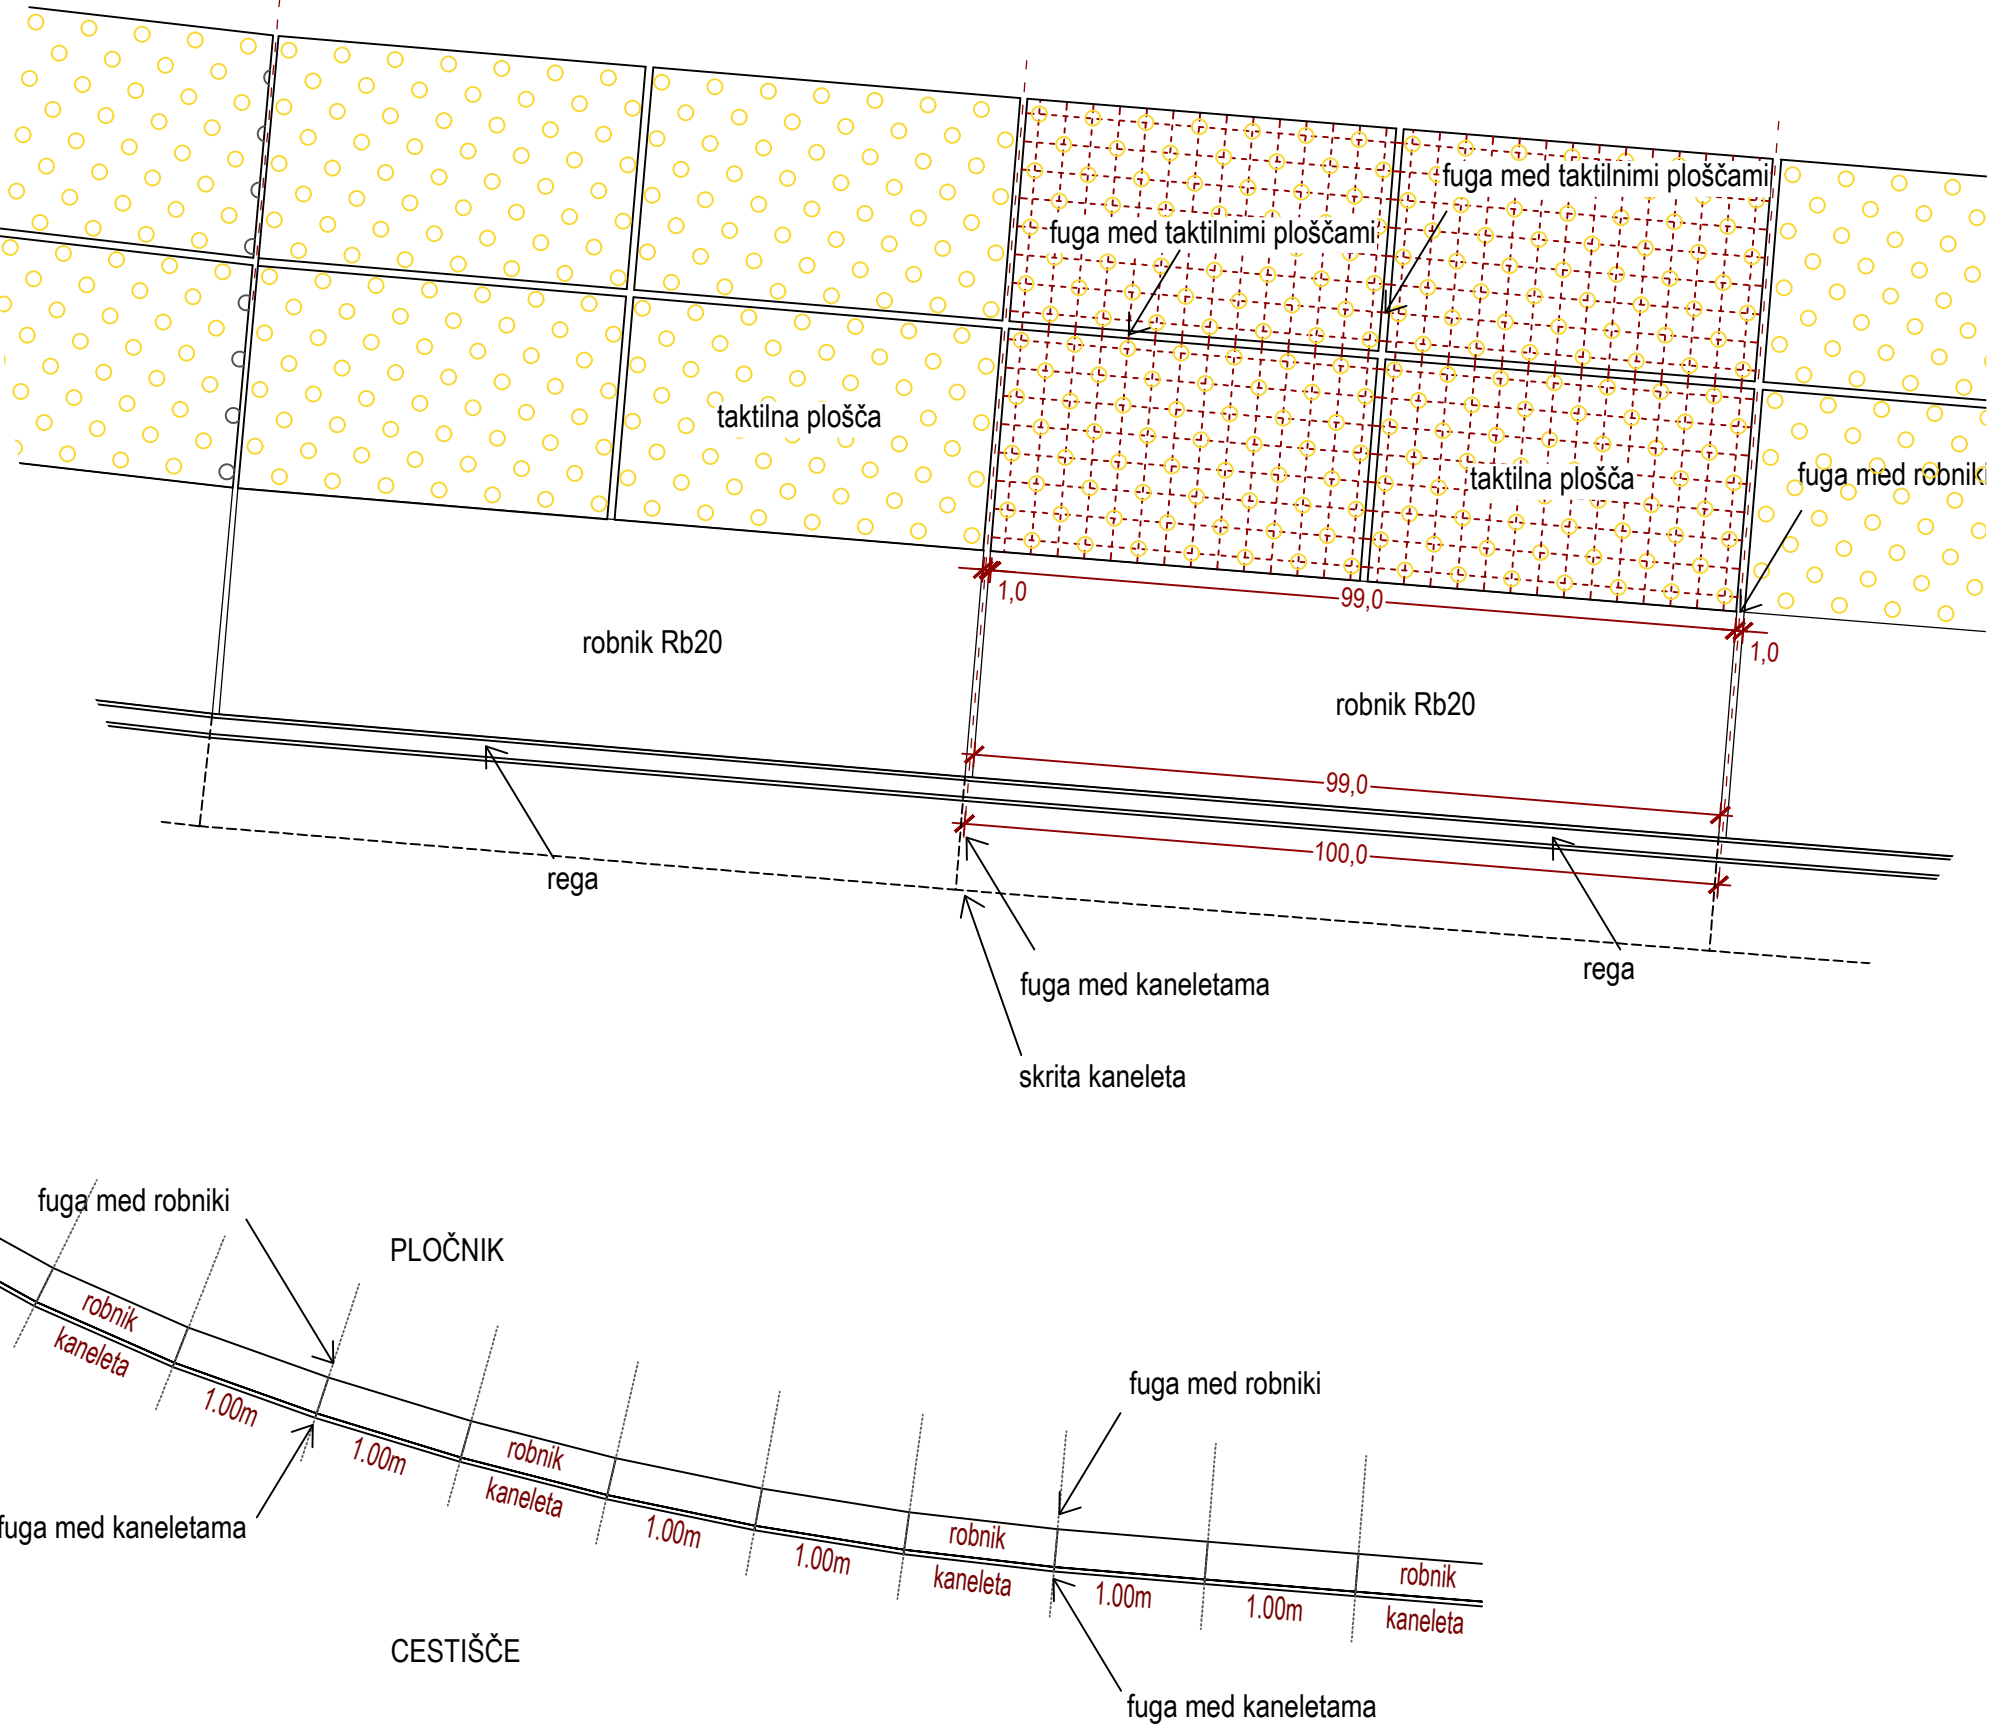 fuga med taktilnimi ploščami
fuga med taktilnimi ploščami
taktilna plošča
taktilna plošča
fuga med robniki
1,0
99,0
1,0
robnik Rb20
robnik Rb20
99,0
100,0
rega
rega
fuga med kaneletama
skrita kaneleta
fuga med robniki
PLOČNIK
robnik
kaneleta
1.00m
1.00m
robnik
kaneleta
1.00m
1.00m
fuga med robniki
robnik
kaneleta
1.00m
1.00m
robnik
kaneleta
fuga med kaneletama
CESTIŠČE
fuga med kaneletama